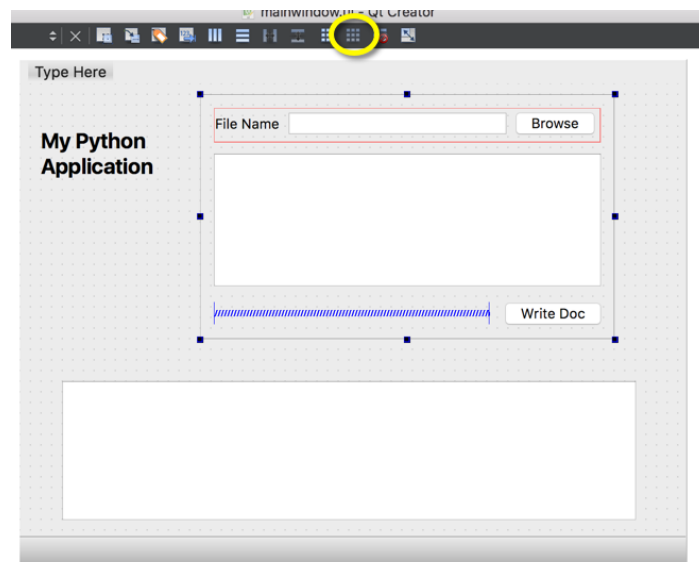 mainwindow.ui - Qt Creator
Type Here
File Name
Browse
My Python
Application
Write Doc